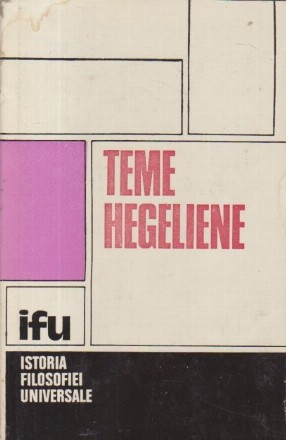 TEME
HEGELIENE
ifu
ISTORIA
FILOSOFIEI
UNIVERSALE